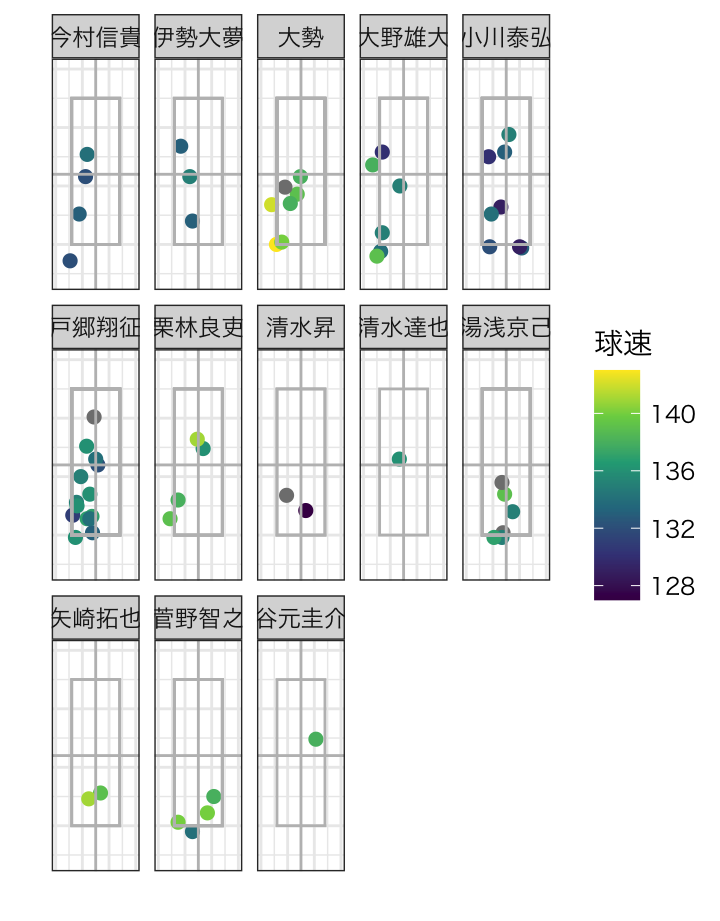 今村信貴
伊勢大夢
大勢
大野雄大
小川泰弘
戸郷翔征
栗林良吏
清水昇
清水達也
湯浅京己
矢崎拓也
菅野智之
谷元圭介
球速
140
136
132
128